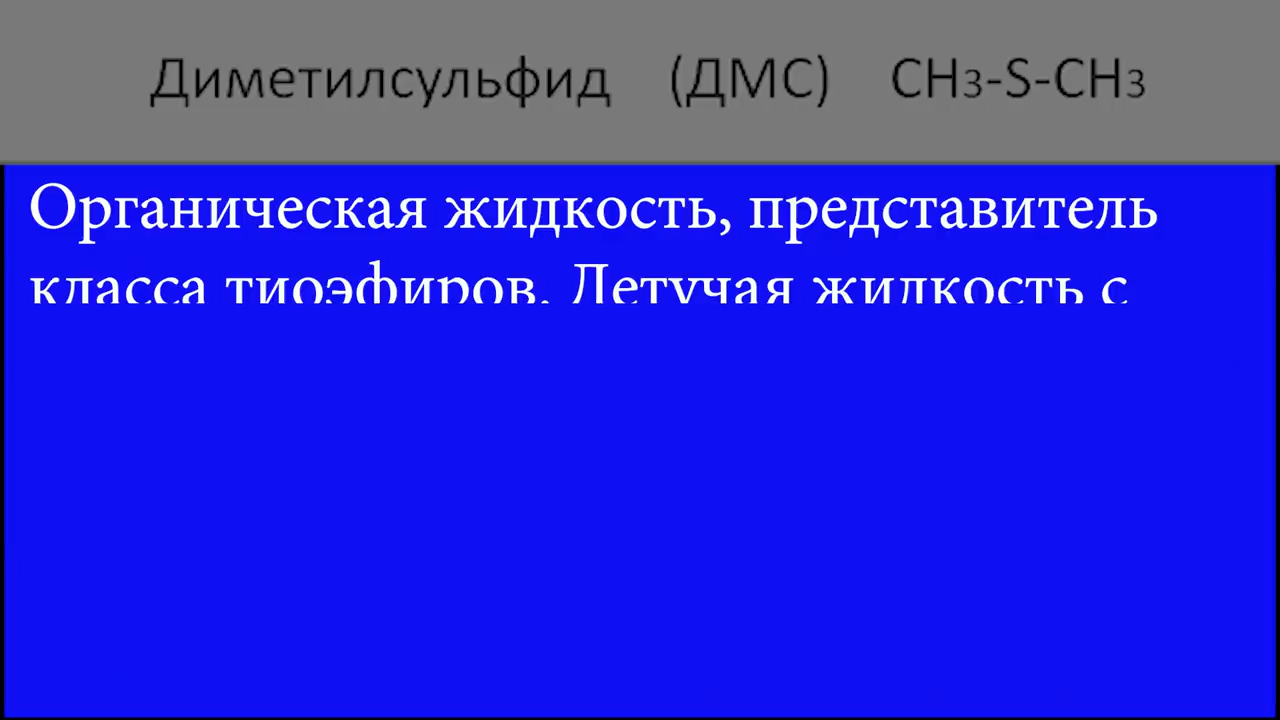 Диметилсульфид (ДМС) CH3-S-CH3
Органическая жидкость, представитель
класса тиоэфиров. Летучая жидкость с